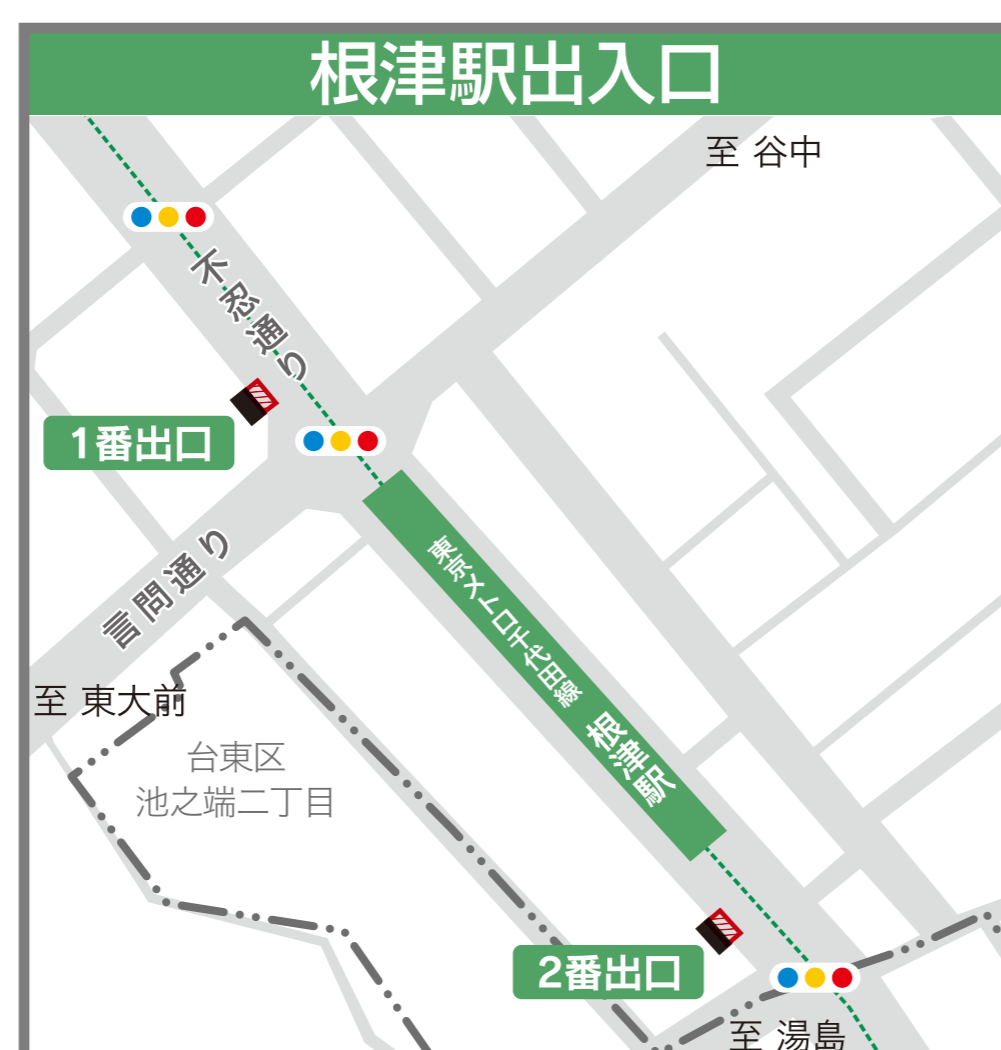 根津駅出入口
至 谷中
不忍通り
1番出口
言問通り
東京メトロ千代田線
根津駅
至 東大前
台東区
池之端二丁目
2番出口
至 湯島